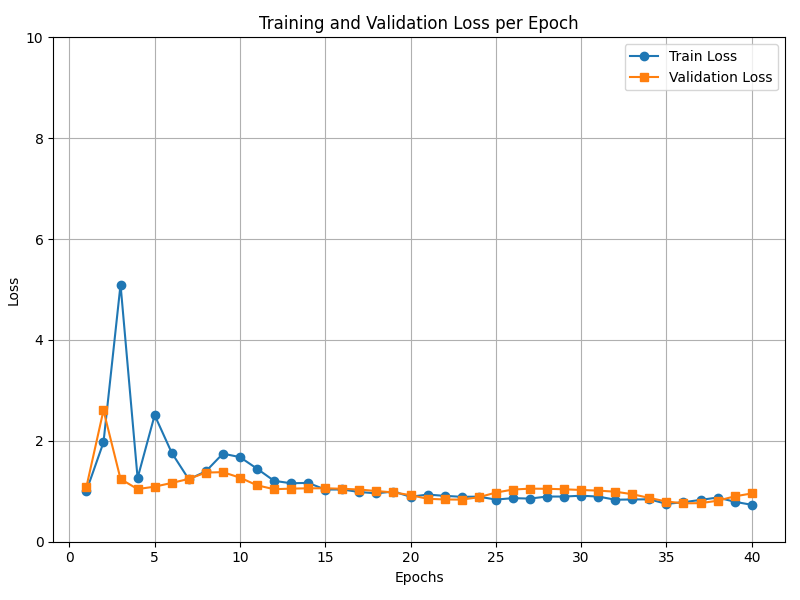 Training and Validation Loss per Epoch
10
8
6
4
2
0
Loss
Train Loss
Validation Loss
0 5 10 15 20 25 30 35 40
Epochs